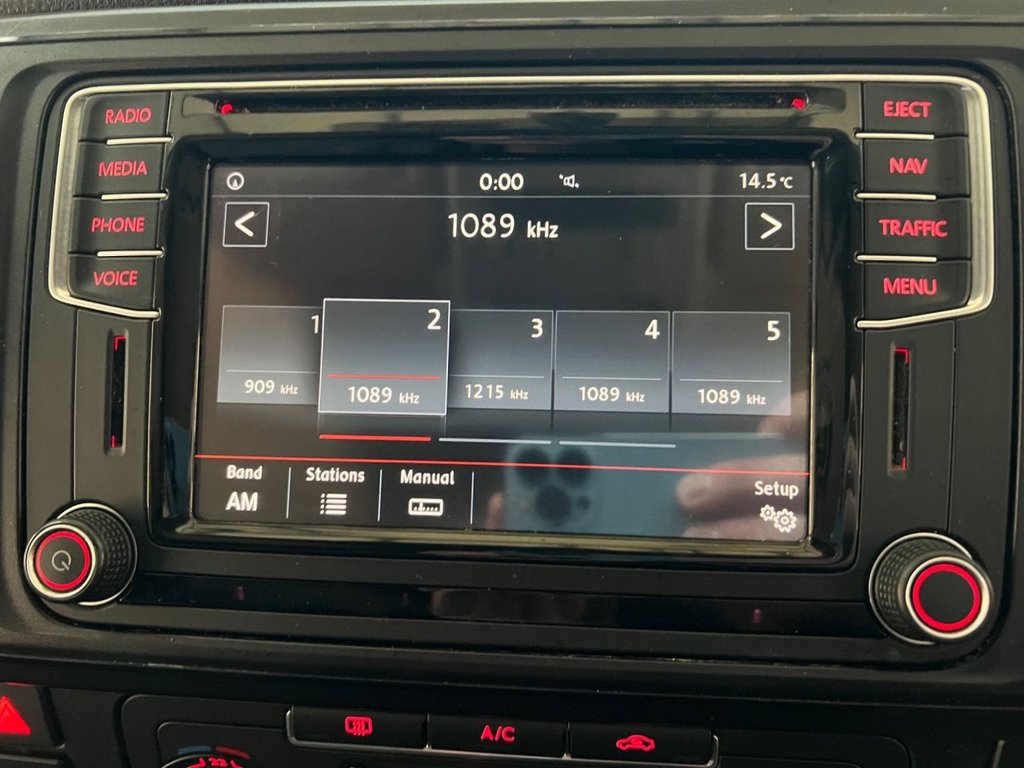 RADIO
MEDIA
PHONE
VOICE
EJECT
NAV
TRAFFIC
MENU
0:00
14.5°C
< 1089 kHz >
1 2 3 4 5
909 kHz 1089 kHz 1215 kHz 1089 kHz 1089 kHz
Band Stations Manual Setup
AM
A/C
22